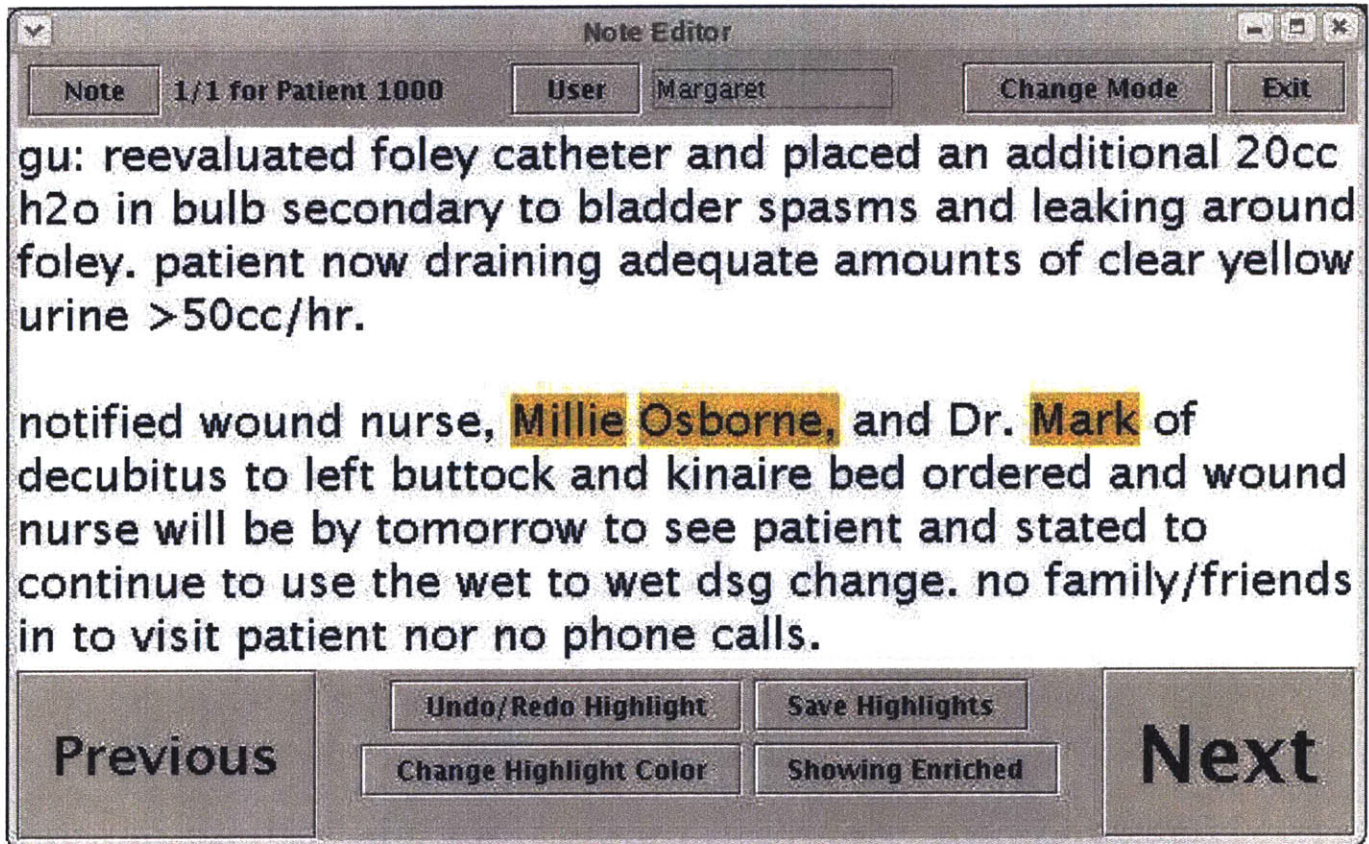 Note Editor
Note 1/1 for Patient 1000 User Margaret Change Mode Exit
gu: reevaluated foley catheter and placed an additional 20cc
h2o in bulb secondary to bladder spasms and leaking around
foley. patient now draining adequate amounts of clear yellow
urine >50cc/hr.
notified wound nurse, Millie Osborne, and Dr. Mark of
decubitus to left buttock and kinaire bed ordered and wound
nurse will be by tomorrow to see patient and stated to
continue to use the wet to wet dsg change. no family/friends
in to visit patient nor no phone calls.
Previous
Undo/Redo Highlight Save Highlights
Change Highlight Color Showing Enriched
Next